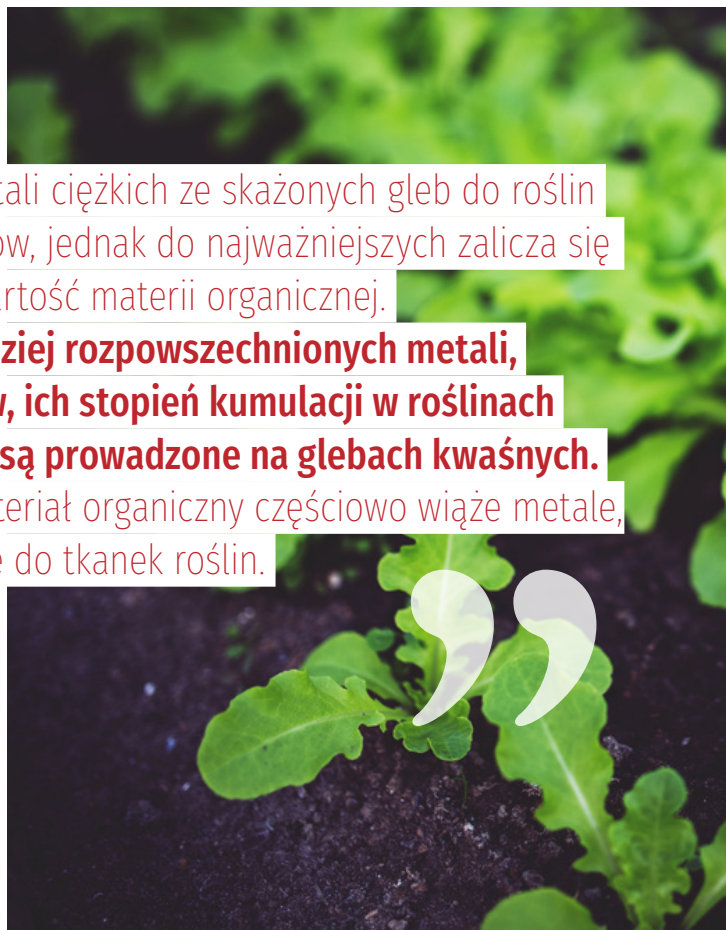 tali ciężkich ze skażonych gleb do roślin
ów, jednak do najważniejszych zalicza się
artość materii organicznej.
ziej rozpowszechnionych metali,
w, ich stopień kumulacji w roślinach
są prowadzone na glebach kwaśnych.
teriał organiczny częściowo wiąże metale,
e do tkanek roślin.
”